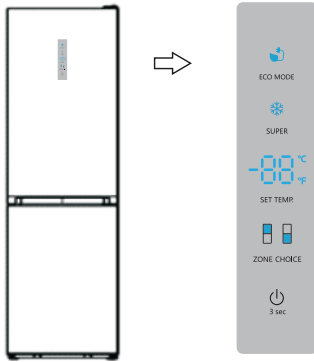 ECO MODE
SUPER
-88 °C
°F
SET TEMP.
ZONE CHOICE
3 sec